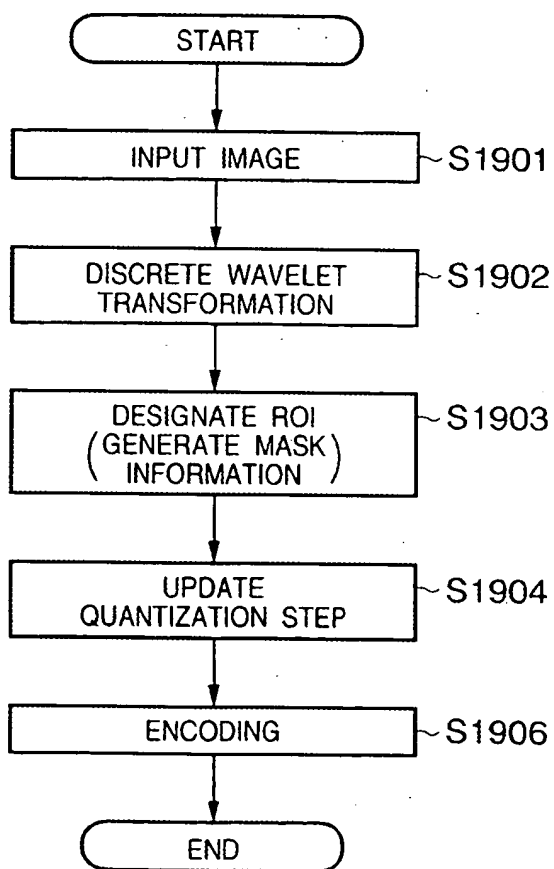 START
INPUT IMAGE ~S1901
DISCRETE WAVELET ~S1902
TRANSFORMATION
DESIGNATE ROI ~S1903
(GENERATE MASK
INFORMATION)
UPDATE ~S1904
QUANTIZATION STEP
ENCODING ~S1906
END